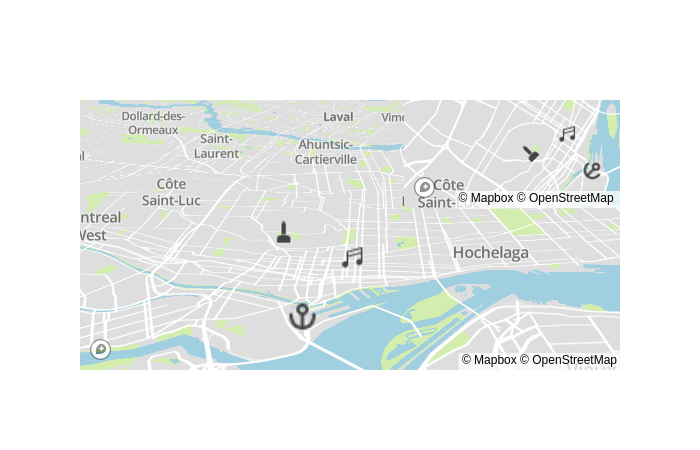 Dollard-des-
Ormeaux
Laval
Saint-
Laurent
Ahuntsic-
Cartierville
Côte
Saint-Luc
Côte
Saint-
© Mapbox © OpenStreetMap
ntreal
West
Hochelaga
© Mapbox © OpenStreetMap